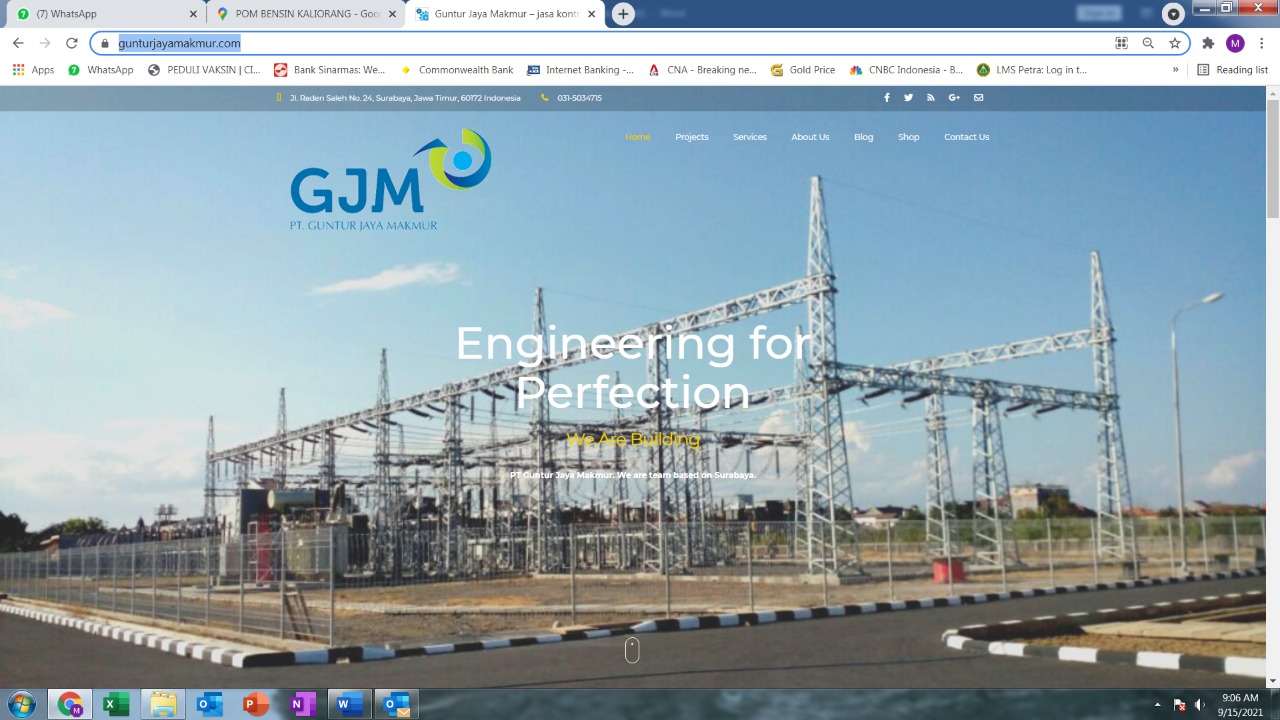 (7) WhatsApp
POM BENSIN KALIORANG - Goo
Guntur Jaya Makmur – jasa kont
gunturjayamakmur.com
M
Apps
WhatsApp
PEDULI VAKSIN | CI...
Bank Sinarmas: We...
Commonwealth Bank
Internet Banking -...
CNA - Breaking ne...
Gold Price
CNBC Indonesia - B...
LMS Petra: Log in t...
»
Reading list
Jl. Raden Saleh No. 24, Surabaya, Jawa Timur, 60172 Indonesia
031-5034715
Home
Projects
Services
About Us
Blog
Shop
Contact Us
GJM
PT. GUNTUR JAYA MAKMUR
Engineering for
Perfection
We Are Building
PT Guntur Jaya Makmur. We are team based on Surabaya.
9:06 AM
9/15/2021